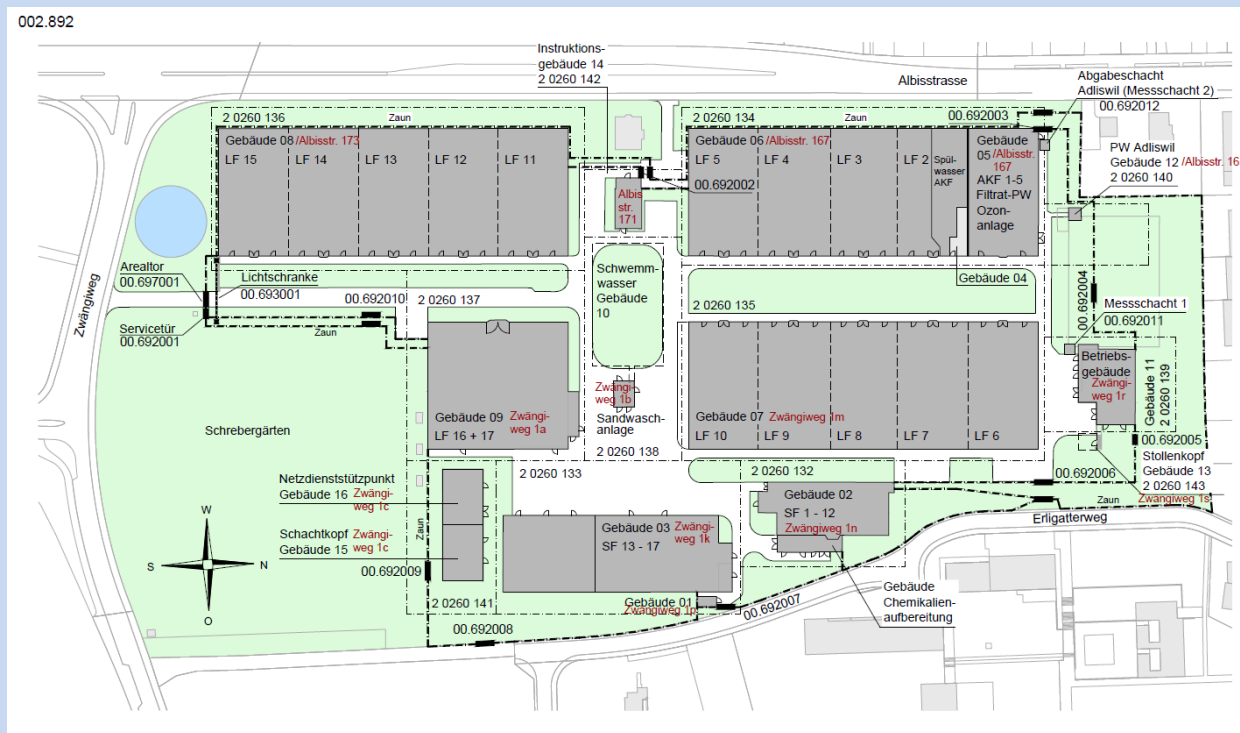 002.892
Instruktions-
gebäude 14
2 0260 142
Albisstrasse
Abgabeschacht
Adliswil (Messschacht 2)
00.692012
2 0260 136
Zaun
2 0260 134
Zaun
00.692003
Gebäude 08 /Albisstr. 173
LF 15
LF 14
LF 13
LF 12
LF 11
Gebäude 06 /Albisstr. 167
LF 5
LF 4
LF 3
LF 2
Spül-
wasser
AKF
Gebäude
05 /Albisstr.
167
AKF 1-5
Filtrat-PW
Ozon-
anlage
PW Adliswil
Gebäude 12 /Albisstr. 16
2 0260 140
00.692002
Albis
str.
171
Zwängiweg
Arealtor
00.697001
Lichtschranke
00.693001
00.692010
Servicetür
00.692001
Zaun
2 0260 137
Schwemm-
wasser
Gebäude
10
2 0260 135
Gebäude 04
00.692004
Messschacht 1
00.692011
Betriebs-
gebäude
Zwängi-
weg 1r
Gebäude 11
2 0260 139
Zwängi-
weg 1b
Sandwasch-
anlage
2 0260 138
Schrebergärten
Gebäude 09 Zwängi-
weg 1a
LF 16 + 17
Gebäude 07 Zwängiweg 1m
LF 10
LF 9
LF 8
LF 7
LF 6
00.692005
Stollenkopf
Gebäude 13
2 0260 143
Zwängiweg 1s
00.692006
Zaun
Erligatterweg
2 0260 133
2 0260 132
Netzdienststützpunkt
Gebäude 16 Zwängi-
weg 1c
Zaun
Gebäude 02
SF 1 - 12
Zwängiweg 1n
Gebäude 03 Zwängi-
weg 1k
SF 13 - 17
Schachtkopf Zwängi-
Gebäude 15 weg 1c
W
S
N
O
00.692009
2 0260 141
Gebäude 01
Zwängiweg 1p
00.692007
Gebäude
Chemikalien-
aufbereitung
00.692008